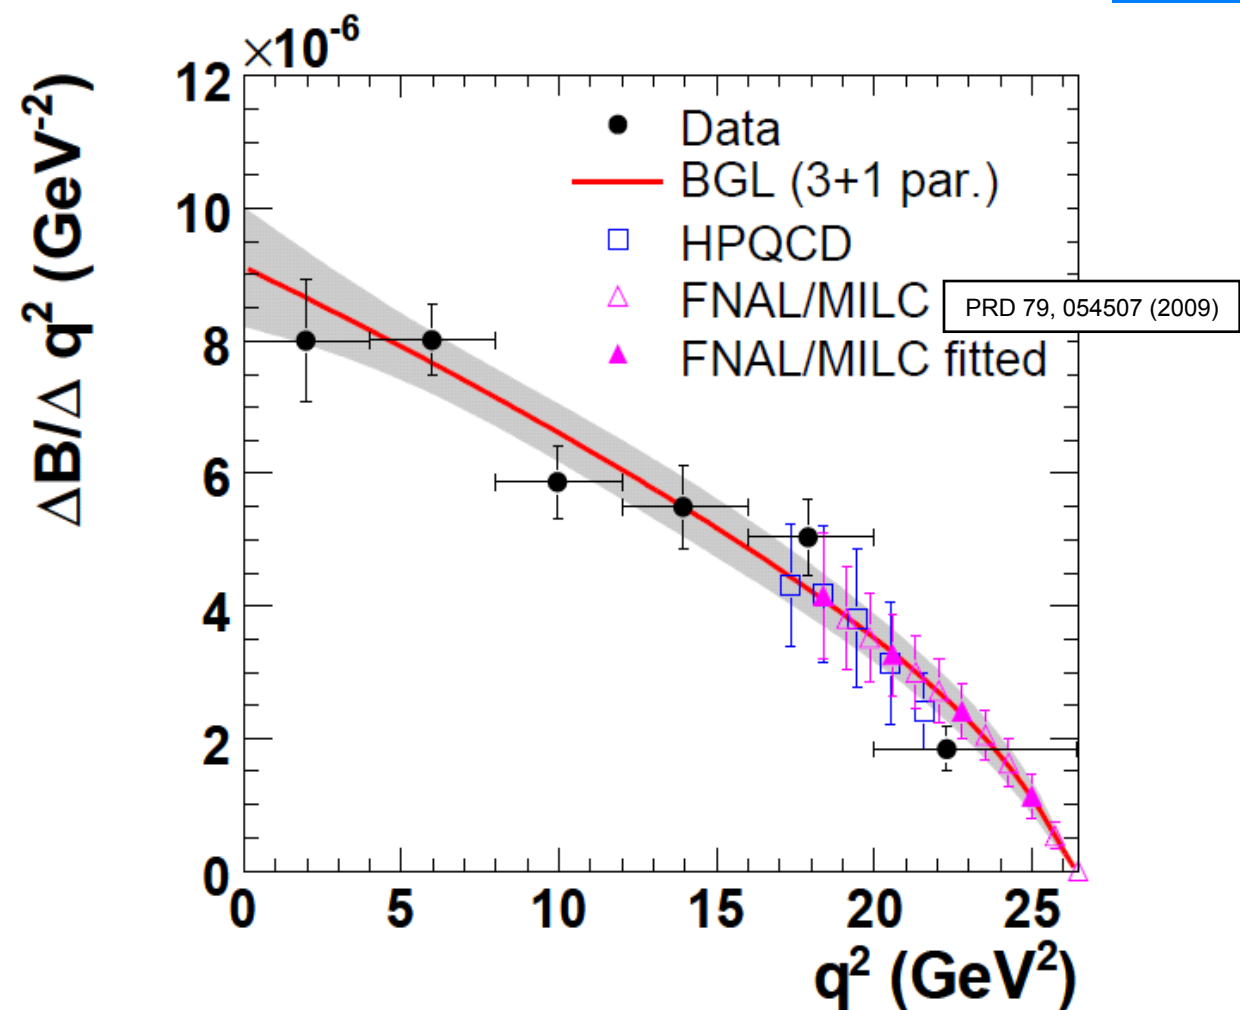 ×10⁻⁶
12
10
8
6
4
2
0
ΔB/Δ q² (GeV⁻²)
Data
BGL (3+1 par.)
HPQCD
FNAL/MILC
PRD 79, 054507 (2009)
FNAL/MILC fitted
0 5 10 15 20 25
q² (GeV²)